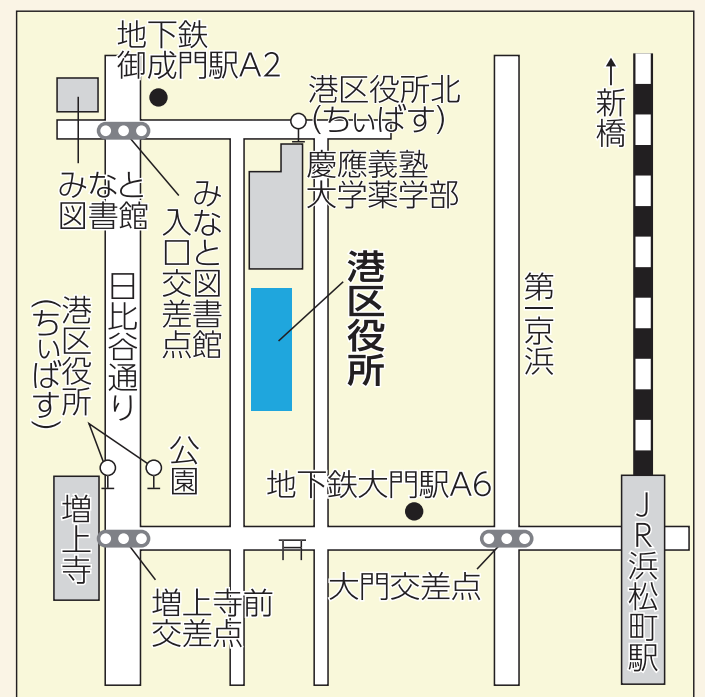 地下鉄
御成門駅A2
港区役所北
(ちぃばす)
↑新橋
みなと
図書館
みなと図書館
入口交差点
慶應義塾
大学薬学部
港区役所
日比谷通り
第一京浜
港区役所
(ちぃばす)
公園
地下鉄大門駅A6
増上寺
JR浜松町駅
増上寺前
交差点
大門交差点